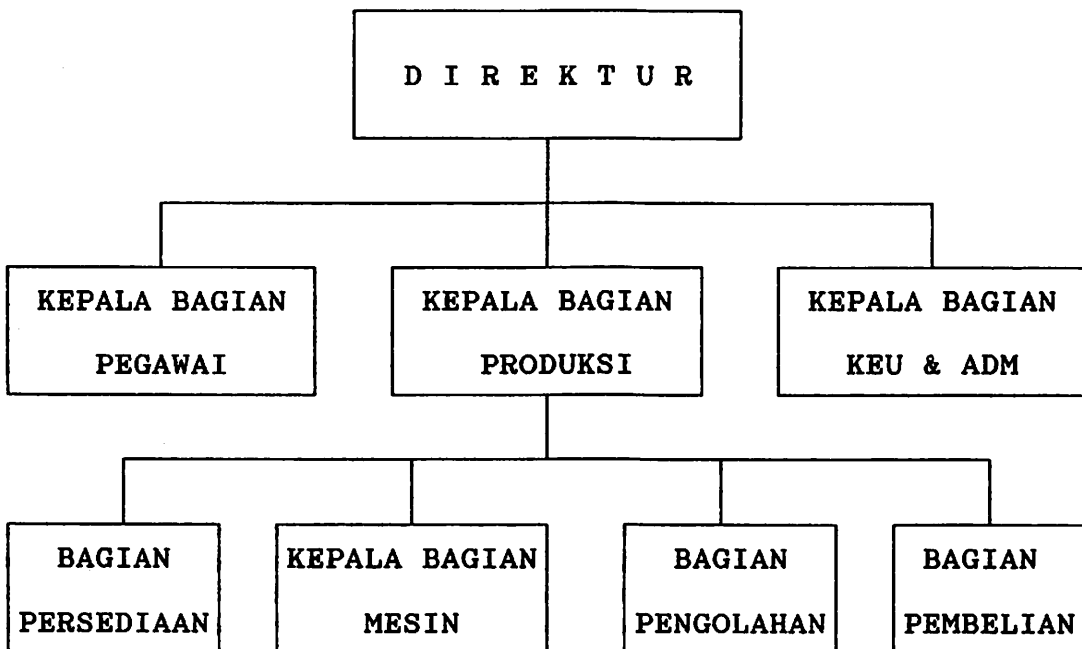 D I R E K T U R
KEPALA BAGIAN
PEGAWAI
KEPALA BAGIAN
PRODUKSI
KEPALA BAGIAN
KEU & ADM
BAGIAN
PERSEDIAAN
KEPALA BAGIAN
MESIN
BAGIAN
PENGOLAHAN
BAGIAN
PEMBELIAN